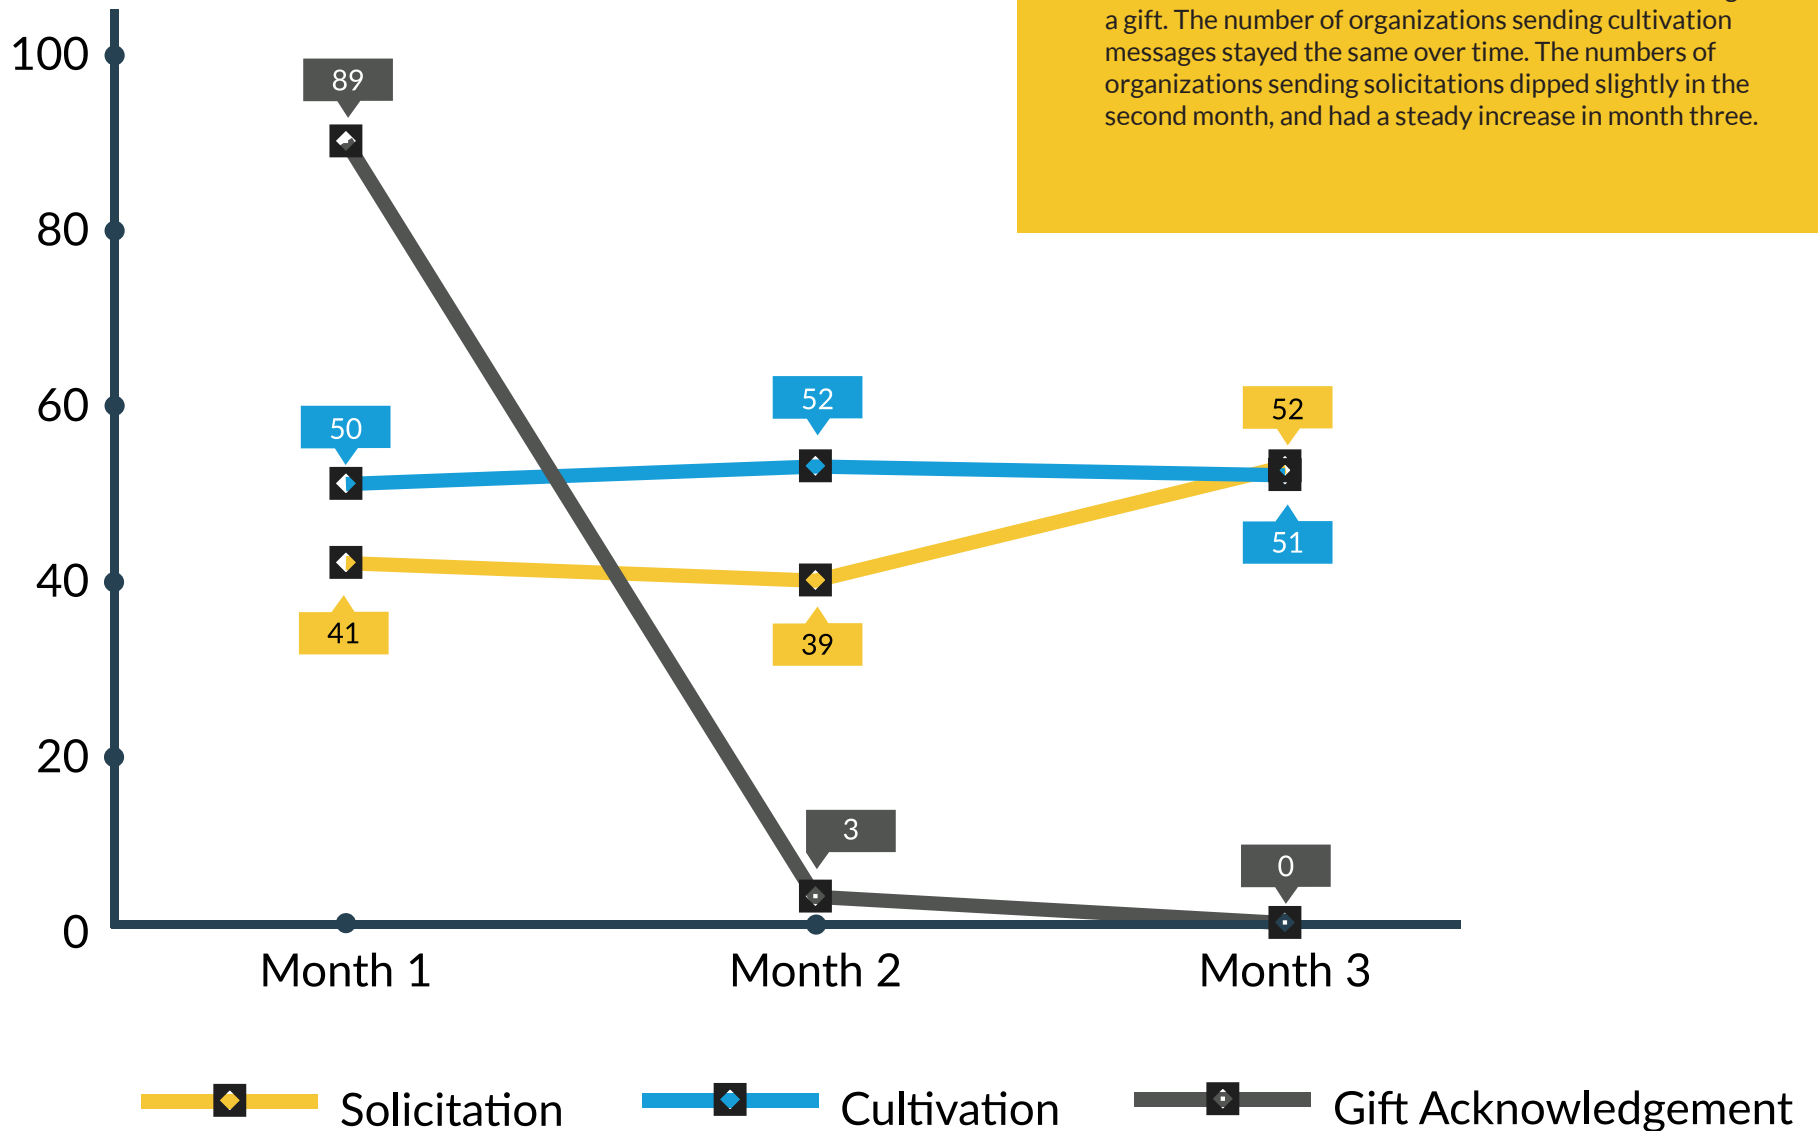 a gift. The number of organizations sending cultivation
messages stayed the same over time. The numbers of
organizations sending solicitations dipped slightly in the
second month, and had a steady increase in month three.
100
80
60
40
20
0
89
50
52
52
51
41
39
3
0
Month 1
Month 2
Month 3
Solicitation
Cultivation
Gift Acknowledgement